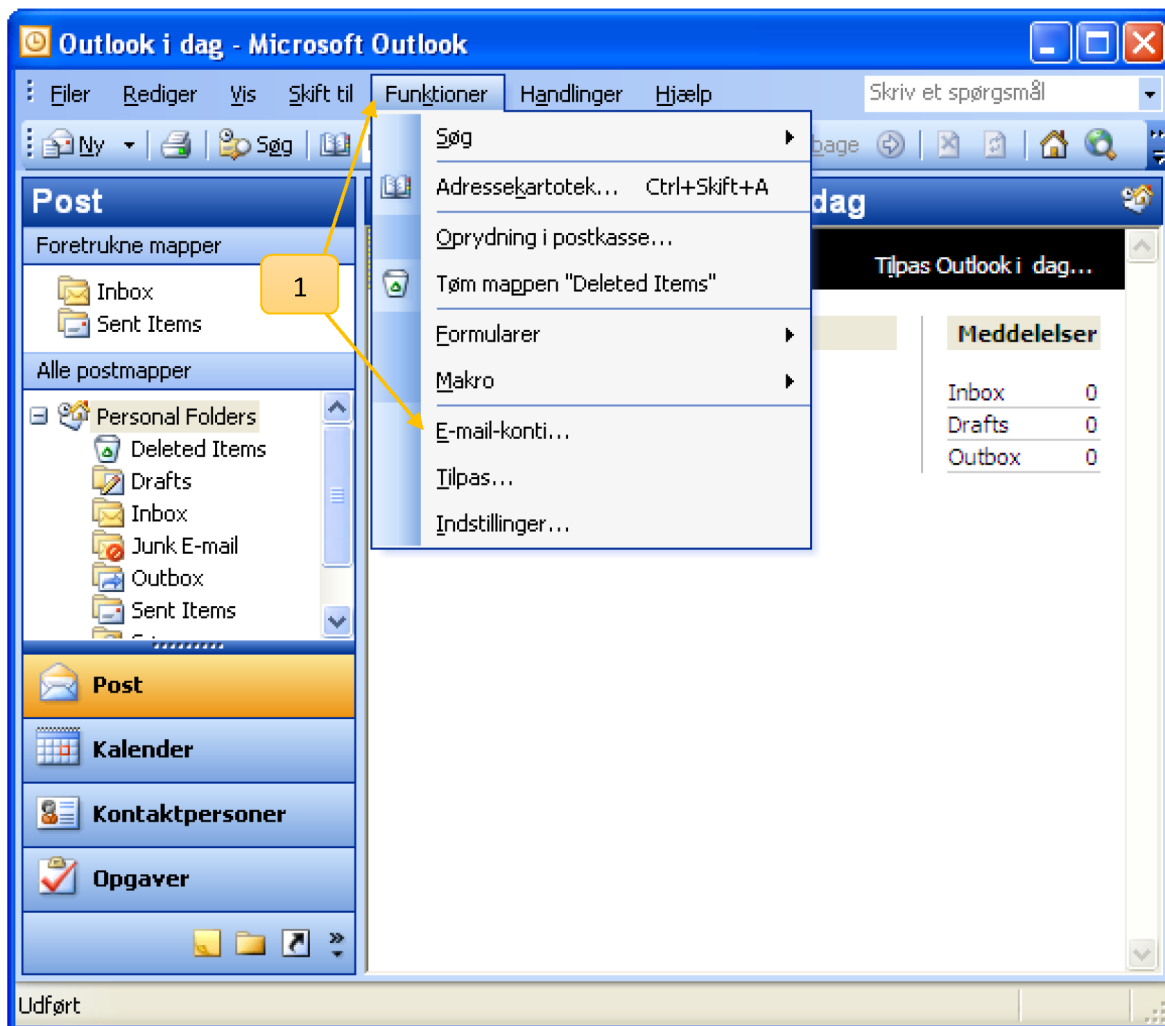 Outlook i dag - Microsoft Outlook
Filer Rediger Vis Skift til Funktioner Handlinger Hjælp Skriv et spørgsmål
Ny Søg
Post
Foretrukne mapper
Inbox
Sent Items
Alle postmapper
Personal Folders
Deleted Items
Drafts
Inbox
Junk E-mail
Outbox
Sent Items
Post
Kalender
Kontaktpersoner
Opgaver
1
Søg
Adressekartotek... Ctrl+Skift+A
Oprydning i postkasse...
Tøm mappen "Deleted Items"
Formularer
Makro
E-mail-konti...
Tilpas...
Indstillinger...
dag
Tilpas Outlook i dag...
Meddelelser
Inbox 0
Drafts 0
Outbox 0
Udført